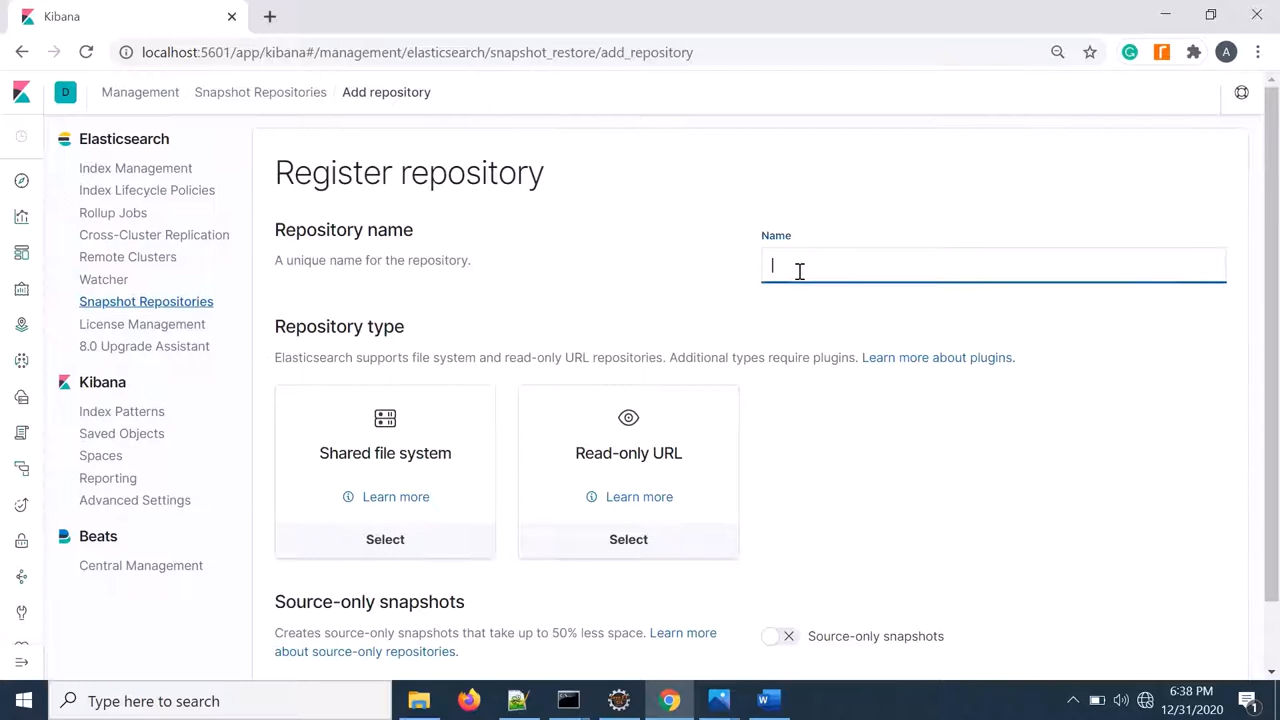 Kibana
localhost:5601/app/kibana#/management/elasticsearch/snapshot_restore/add_repository
A
D
Management
Snapshot Repositories
Add repository
Elasticsearch
Index Management
Index Lifecycle Policies
Rollup Jobs
Cross-Cluster Replication
Remote Clusters
Watcher
Snapshot Repositories
License Management
8.0 Upgrade Assistant
Kibana
Index Patterns
Saved Objects
Spaces
Reporting
Advanced Settings
Beats
Central Management
Register repository
Repository name
A unique name for the repository.
Name
Repository type
Elasticsearch supports file system and read-only URL repositories. Additional types require plugins. Learn more about plugins.
Shared file system
Learn more
Select
Read-only URL
Learn more
Select
Source-only snapshots
Creates source-only snapshots that take up to 50% less space. Learn more
about source-only repositories.
Source-only snapshots
Type here to search
6:38 PM
12/31/2020
1